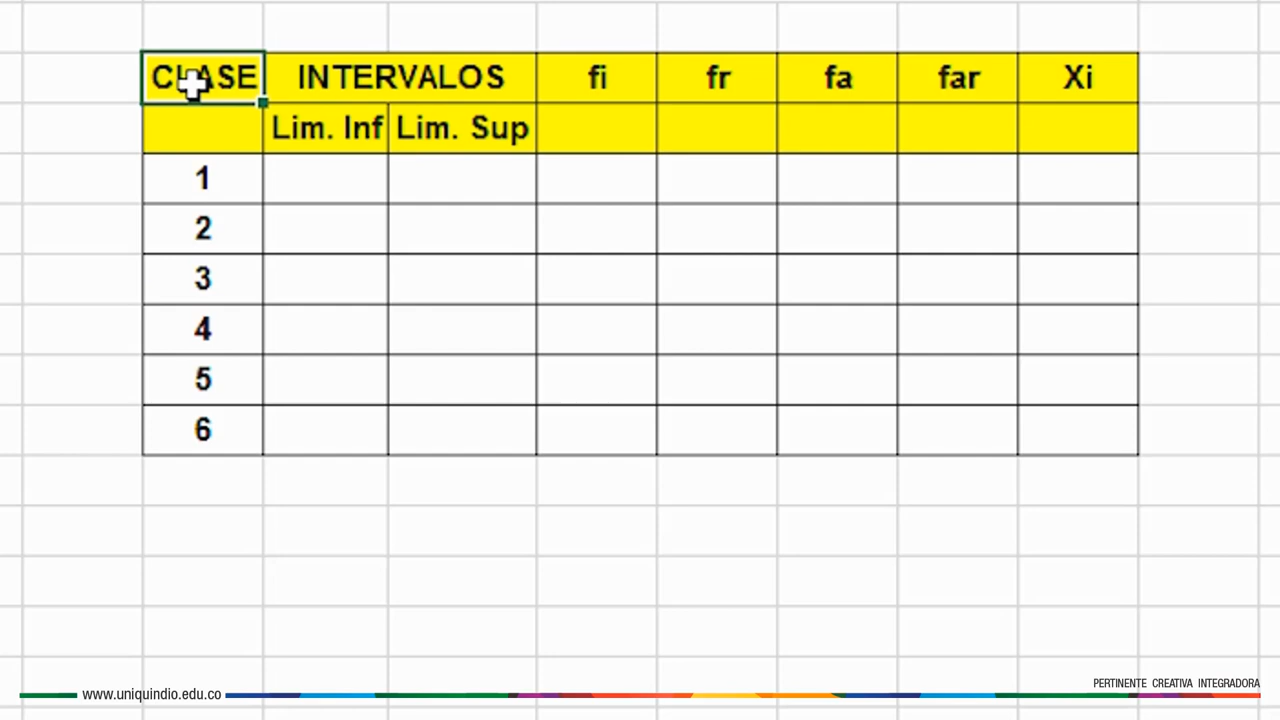 CLASE INTERVALOS fi fr fa far Xi
Lim. Inf Lim. Sup
1
2
3
4
5
6
PERTINENTE CREATIVA INTEGRADORA
www.uniquindio.edu.co